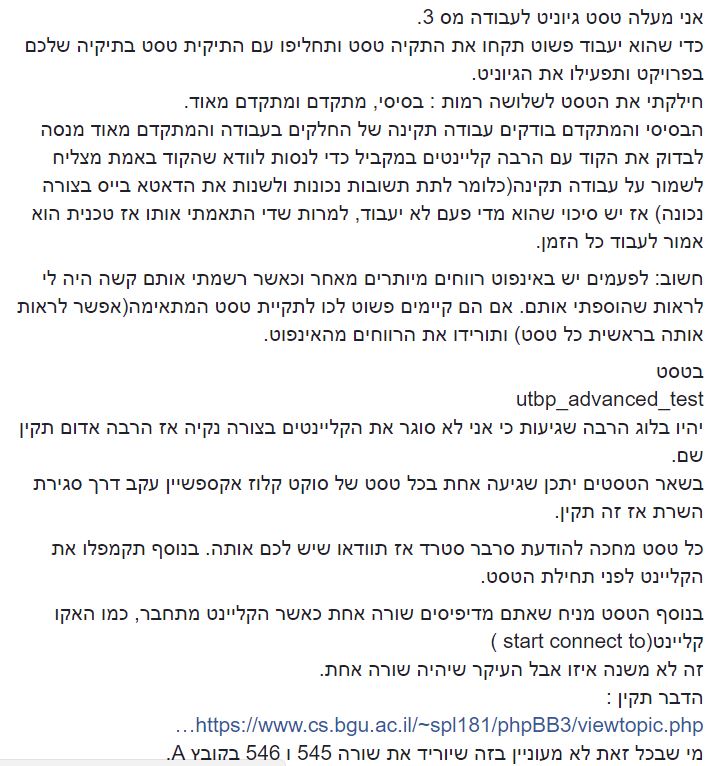 אני מעלה טסט גיוניט לעבודה מס 3.
כדי שהוא יעבוד פשוט תקחו את התקיה טסט ותחליפו עם התיקית טסט בתיקיה שלכם
בפרויקט ותפעילו את הגיוניט.
חילקתי את הטסט לשלושה רמות : בסיסי, מתקדם ומתקדם מאוד.
הבסיסי והמתקדם בודקים עבודה תקינה של החלקים בעבודה והמתקדם מאוד מנסה
לבדוק את הקוד עם הרבה קליינטים במקביל כדי לנסות לוודא שהקוד באמת מצליח
לשמור על עבודה תקינה(כלומר לתת תשובות נכונות ולשנות את הדאטא בייס בצורה
נכונה) אז יש סיכוי שהוא מדי פעם לא יעבוד, למרות שדי התאמתי אותו אז טכנית הוא
אמור לעבוד כל הזמן.
חשוב: לפעמים יש באינפוט רווחים מיותרים מאחר וכאשר רשמתי אותם קשה היה לי
לראות שהוספתי אותם. אם הם קיימים פשוט לכו לתקיית טסט המתאימה(אפשר לראות
אותה בראשית כל טסט) ותורידו את הרווחים מהאינפוט.
בטסט
utbp_advanced_test
יהיו בלוג הרבה שגיעות כי אני לא סוגר את הקליינטים בצורה נקיה אז הרבה אדום תקין
שם.
בשאר הטסטים יתכן שגיעה אחת בכל טסט של סוקט קלוז אקספשיין עקב דרך סגירת
השרת אז זה תקין.
כל טסט מחכה להודעת סרבר סטרד אז תוודאו שיש לכם אותה. בנוסף תקמפלו את
הקליינט לפני תחילת הטסט.
בנוסף הטסט מניח שאתם מדיפיסים שורה אחת כאשר הקליינט מתחבר, כמו האקו
קליינט(start connect to )
זה לא משנה איזו אבל העיקר שיהיה שורה אחת.
הדבר תקין :
https://www.cs.bgu.ac.il/~spl181/phpBB3/viewtopic.php…
מי שבכל זאת לא מעוניין בזה שיוריד את שורה 545 ו 546 בקובץ A.